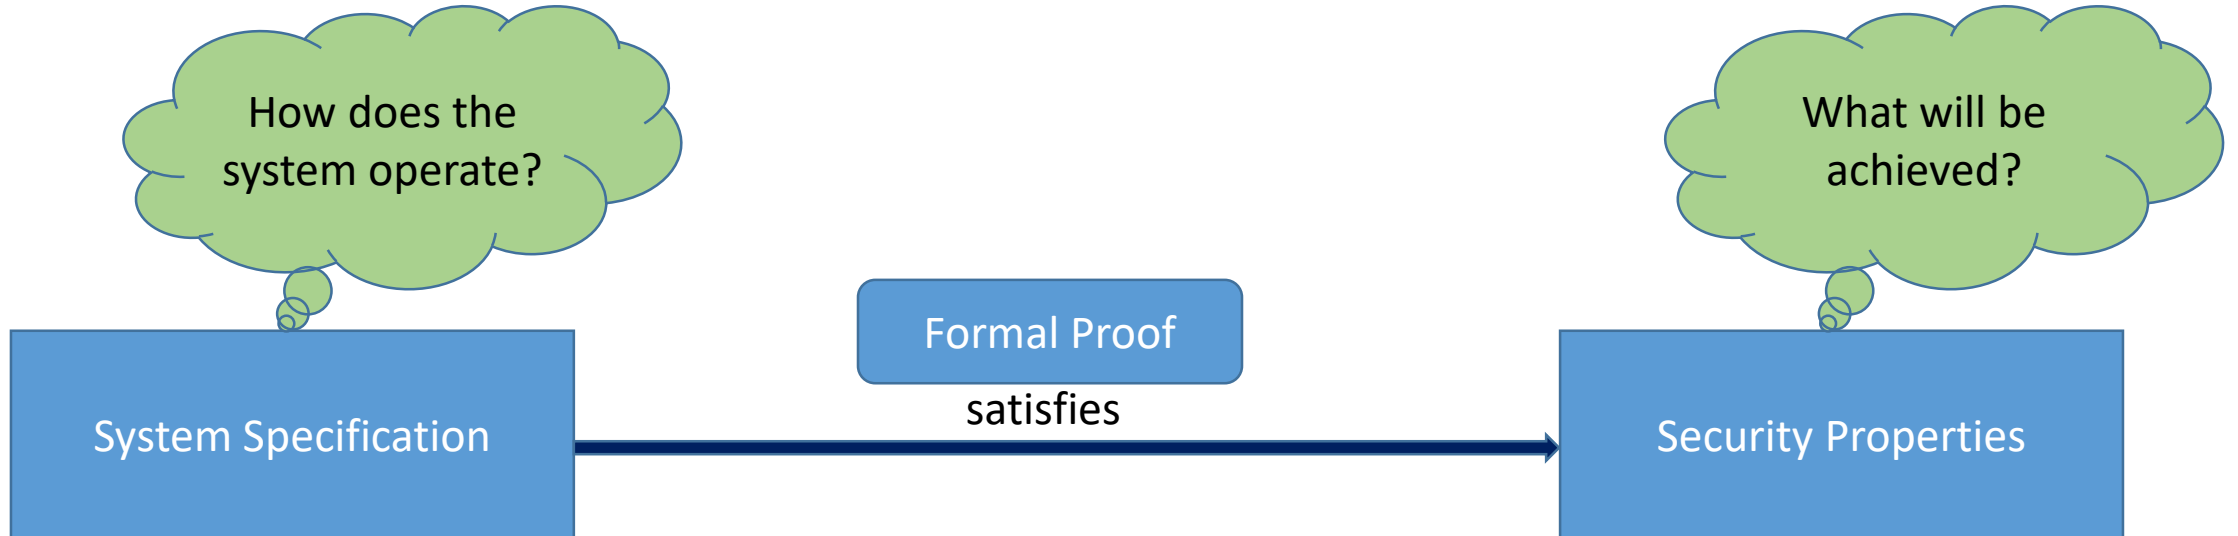 How does the
system operate?
What will be
achieved?
Formal Proof
satisfies
System Specification
Security Properties